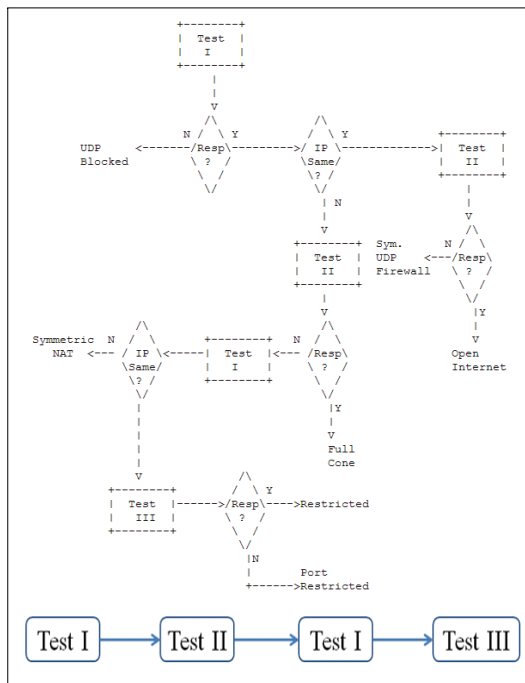 +--------+
|  Test  |
|   I    |
+--------+
     |
     |
     V
    /\
 N /  \ Y
UDP <-------/Resp\--------->/ IP \------------->| Test |
Blocked \ ? / \Same/ | II |
/\ Y +--------+
\  / \? / +--------+
\/ \/ |
| N |
| V
V /\
+--------+ Sym. N / \
| Test | UDP <---/Resp\
| II | Firewall \ ? /
+--------+ \  /
| \/
V |Y
/\ /\ |
Symmetric N / \ +--------+ N / \ V
NAT <--- / IP \<-----| Test |<--- /Resp\ Open
\Same/ | I | \ ? / Internet
\? / +--------+ \  /
\/ \/
| |Y
| |
| V
| Full
| Cone
V /\
+--------+ / \ Y
| Test |------>/Resp\---->Restricted
| III | \ ? /
+--------+ \  /
\/
|N
| Port
+------>Restricted
Test I
Test II
Test I
Test III